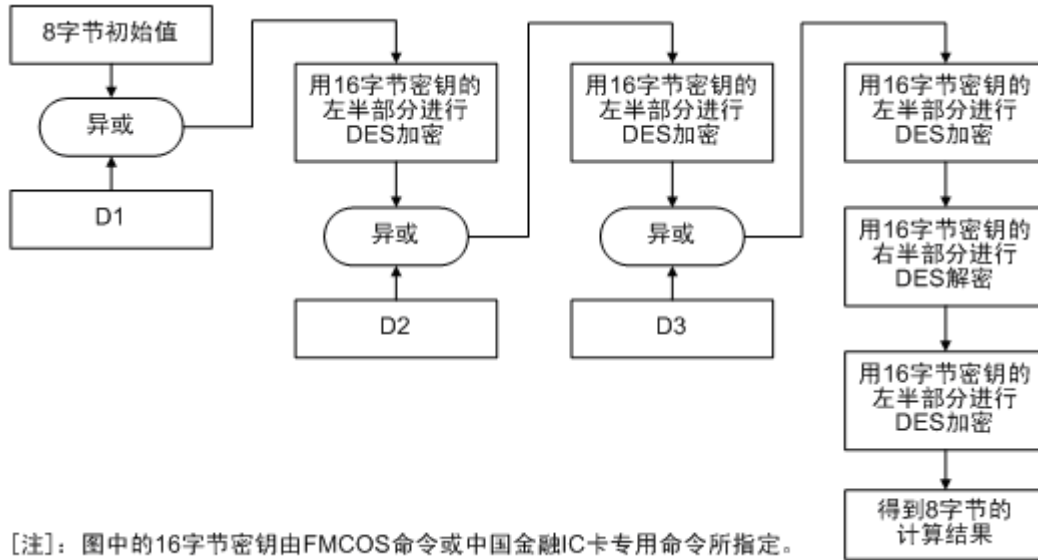 8字节初始值
异或
D1
用16字节密钥的
左半部分进行
DES加密
异或
D2
用16字节密钥的
左半部分进行
DES加密
异或
D3
用16字节密钥的
左半部分进行
DES加密
用16字节密钥的
右半部分进行
DES解密
用16字节密钥的
左半部分进行
DES加密
得到8字节的
计算结果
[注]：图中的16字节密钥由FMCOS命令或中国金融IC卡专用命令所指定。